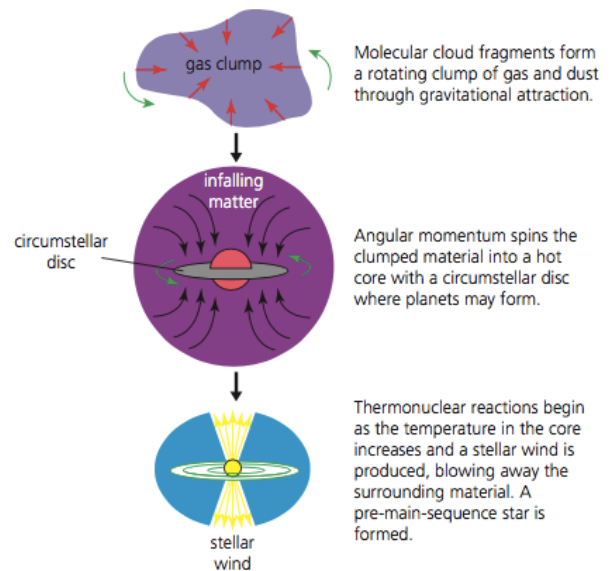 gas clump
Molecular cloud fragments form
a rotating clump of gas and dust
through gravitational attraction.
infalling
matter
circumstellar
disc
Angular momentum spins the
clumped material into a hot
core with a circumstellar disc
where planets may form.
Thermonuclear reactions begin
as the temperature in the core
increases and a stellar wind is
produced, blowing away the
surrounding material. A
pre-main-sequence star is
formed.
stellar
wind